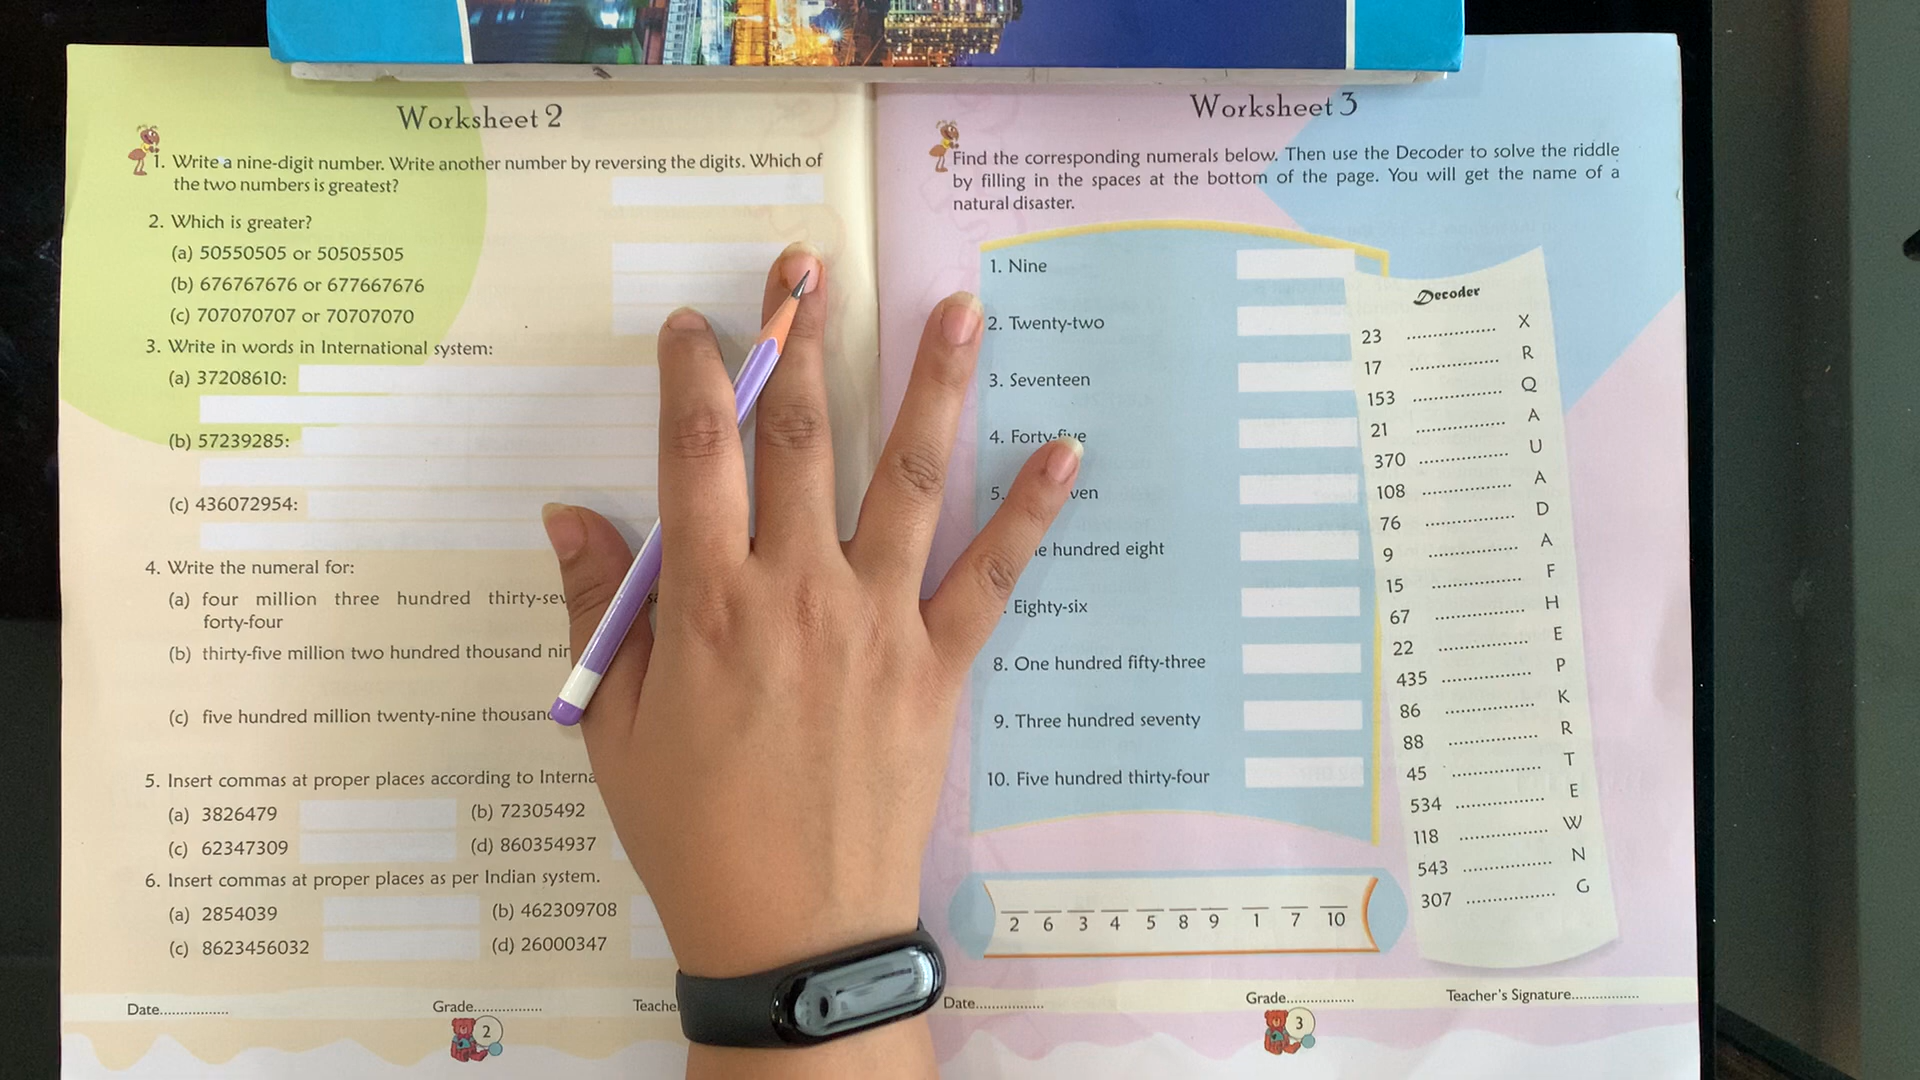 Worksheet 2
1. Write a nine-digit number. Write another number by reversing the digits. Which of
the two numbers is greatest?
2. Which is greater?
(a) 50550505 or 50505505
(b) 676767676 or 677667676
(c) 707070707 or 70707070
3. Write in words in International system:
(a) 37208610:
(b) 57239285:
(c) 436072954:
4. Write the numeral for:
(a) four million three hundred thirty-sev
forty-four
(b) thirty-five million two hundred thousand nin
(c) five hundred million twenty-nine thousand
5. Insert commas at proper places according to Interna
(a) 3826479 (b) 72305492
(c) 62347309 (d) 860354937
6. Insert commas at proper places as per Indian system.
(a) 2854039 (b) 462309708
(c) 8623456032 (d) 26000347
Date................. Grade................ Teache
2
Worksheet 3
Find the corresponding numerals below. Then use the Decoder to solve the riddle
by filling in the spaces at the bottom of the page. You will get the name of a
natural disaster.
1. Nine
2. Twenty-two
3. Seventeen
4. Forty-five
5. ven
e hundred eight
. Eighty-six
8. One hundred fifty-three
9. Three hundred seventy
10. Five hundred thirty-four
Decoder
23 ................ X
17 ................ R
153 ................ Q
21 ................ A
370 ................ U
108 ................ A
76 ................ D
9 ................ A
15 ................ F
67 ................ H
22 ................ E
435 ................ P
86 ................ K
88 ................ R
45 ................ T
534 ................ E
118 ................ W
543 ................ N
307 ................ G
2 6 3 4 5 8 9 1 7 10
Date................. Grade................ Teacher's Signature................
3